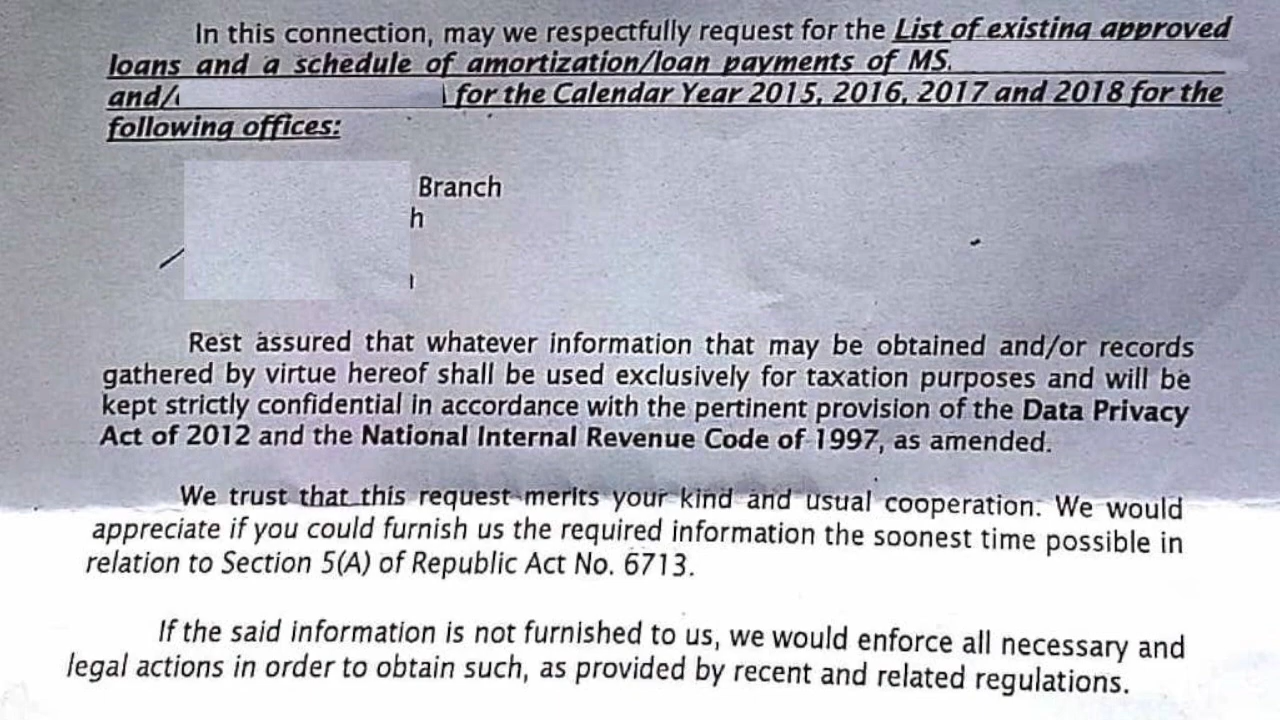 In this connection, may we respectfully request for the List of existing approved
loans and a schedule of amortization/loan payments of MS.
and/
for the Calendar Year 2015, 2016, 2017 and 2018 for the
following offices:
Branch
h
Rest assured that whatever information that may be obtained and/or records
gathered by virtue hereof shall be used exclusively for taxation purposes and will be
kept strictly confidential in accordance with the pertinent provision of the Data Privacy
Act of 2012 and the National Internal Revenue Code of 1997, as amended.
We trust that this request merits your kind and usual cooperation. We would
appreciate if you could furnish us the required information the soonest time possible in
relation to Section 5(A) of Republic Act No. 6713.
If the said information is not furnished to us, we would enforce all necessary and
legal actions in order to obtain such, as provided by recent and related regulations.